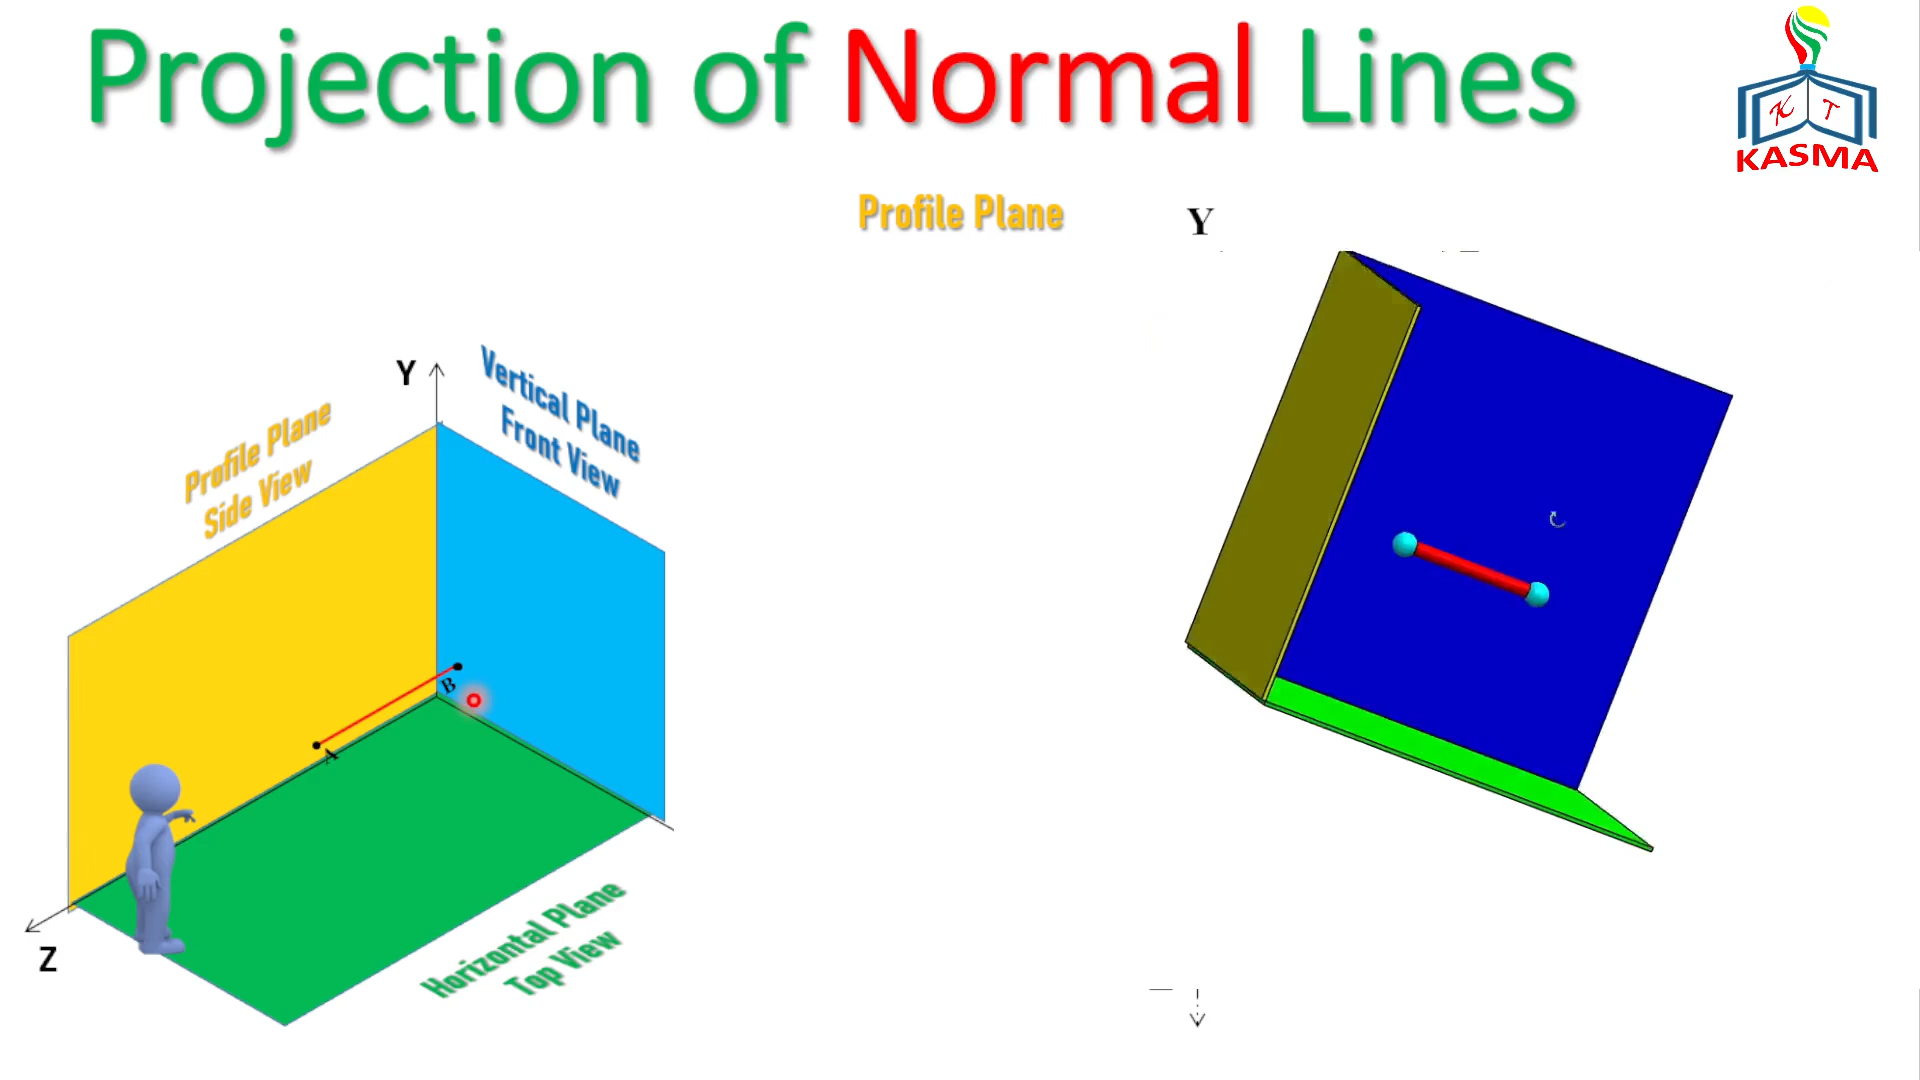 Projection of Normal Lines
K T
KASMA
Profile Plane
Y
Y
Vertical Plane
Front View
Profile Plane
Side View
B
A
Z
Horizontal Plane
Top View